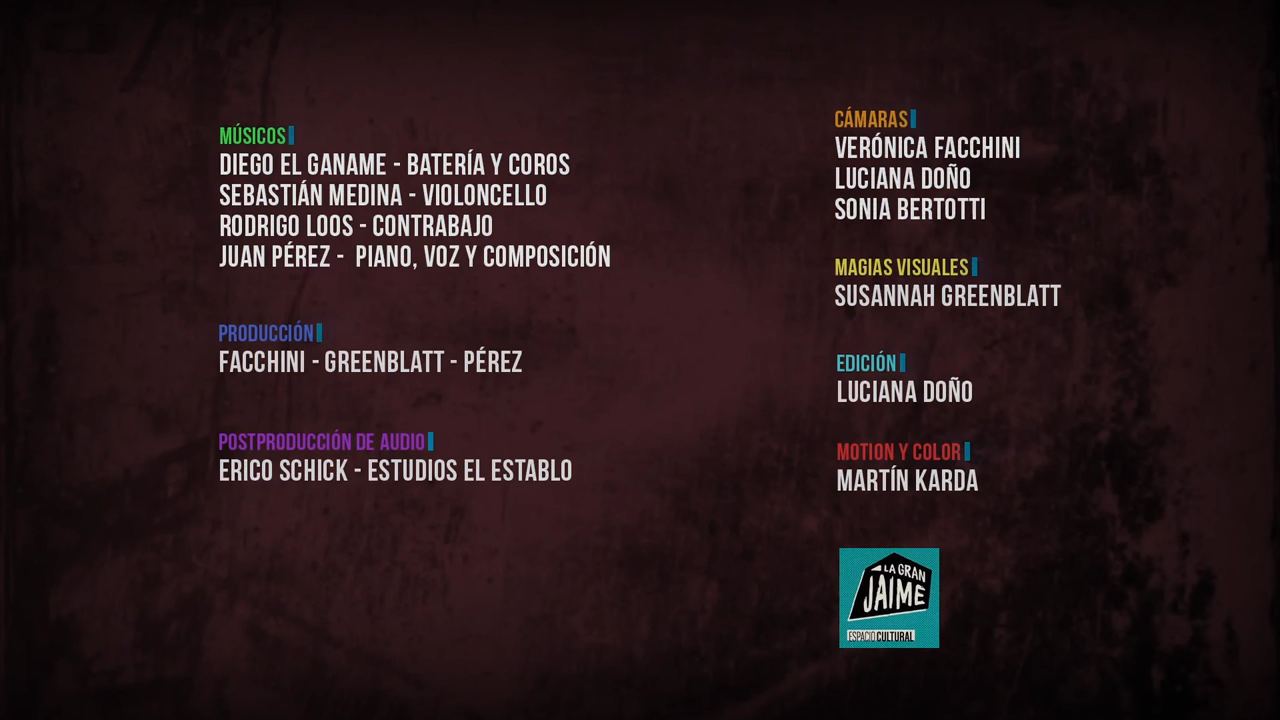 MÚSICOS
DIEGO EL GANAME - BATERÍA Y COROS
SEBASTIÁN MEDINA - VIOLONCELLO
RODRIGO LOOS - CONTRABAJO
JUAN PÉREZ - PIANO, VOZ Y COMPOSICIÓN
PRODUCCIÓN
FACCHINI - GREENBLATT - PÉREZ
POSTPRODUCCIÓN DE AUDIO
ERICO SCHICK - ESTUDIOS EL ESTABLO
CÁMARAS
VERÓNICA FACCHINI
LUCIANA DOÑO
SONIA BERTOTTI
MAGIAS VISUALES
SUSANNAH GREENBLATT
EDICIÓN
LUCIANA DOÑO
MOTION Y COLOR
MARTÍN KARDA
LA GRAN
JAIME
ESPACIO CULTURAL